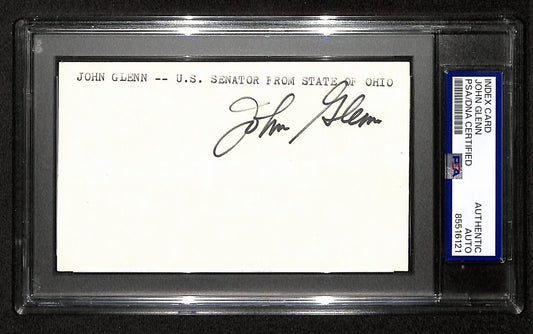 JOHN GLENN -- U.S. SENATOR FROM STATE OF OHIO
John Glenn
INDEX CARD
JOHN GLENN
PSA/DNA CERTIFIED
PSA
AUTHENTIC
AUTO
85516121